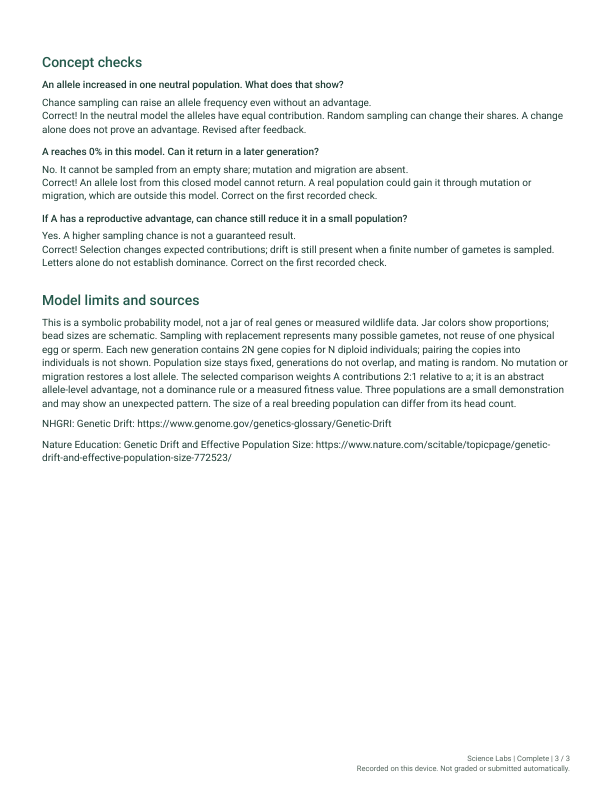 Concept checks
An allele increased in one neutral population. What does that show?
Chance sampling can raise an allele frequency even without an advantage.
Correct! In the neutral model the alleles have equal contribution. Random sampling can change their shares. A change
alone does not prove an advantage. Revised after feedback.
A reaches 0% in this model. Can it return in a later generation?
No. It cannot be sampled from an empty share; mutation and migration are absent.
Correct! An allele lost from this closed model cannot return. A real population could gain it through mutation or
migration, which are outside this model. Correct on the first recorded check.
If A has a reproductive advantage, can chance still reduce it in a small population?
Yes. A higher sampling chance is not a guaranteed result.
Correct! Selection changes expected contributions; drift is still present when a finite number of gametes is sampled.
Letters alone do not establish dominance. Correct on the first recorded check.
Model limits and sources
This is a symbolic probability model, not a jar of real genes or measured wildlife data. Jar colors show proportions;
bead sizes are schematic. Sampling with replacement represents many possible gametes, not reuse of one physical
egg or sperm. Each new generation contains 2N gene copies for N diploid individuals; pairing the copies into
individuals is not shown. Population size stays fixed, generations do not overlap, and mating is random. No mutation or
migration restores a lost allele. The selected comparison weights A contributions 2:1 relative to a; it is an abstract
allele-level advantage, not a dominance rule or a measured fitness value. Three populations are a small demonstration
and may show an unexpected pattern. The size of a real breeding population can differ from its head count.
NHGRI: Genetic Drift: https://www.genome.gov/genetics-glossary/Genetic-Drift
Nature Education: Genetic Drift and Effective Population Size: https://www.nature.com/scitable/topicpage/genetic-
drift-and-effective-population-size-772523/
Science Labs | Complete | 3 / 3
Recorded on this device. Not graded or submitted automatically.